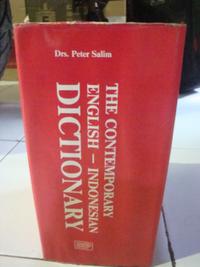 Drs. Peter Salim
THE CONTEMPORARY
ENGLISH – INDONESIAN
DICTIONARY